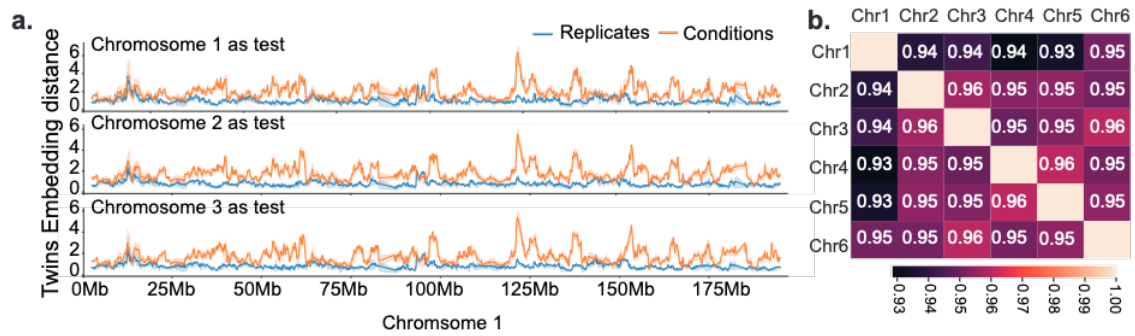 a.
Twins Embedding distance
Replicates Conditions
Chromosome 1 as test
6
4
2
0
Chromosome 2 as test
6
4
2
0
Chromosome 3 as test
6
4
2
0
0Mb 25Mb 50Mb 75Mb 100Mb 125Mb 150Mb 175Mb
Chromsome 1
b.
Chr1 Chr2 Chr3 Chr4 Chr5 Chr6
Chr1 0.94 0.94 0.94 0.93 0.95
Chr2 0.94 0.96 0.95 0.95 0.95
Chr3 0.94 0.96 0.95 0.95 0.96
Chr4 0.93 0.95 0.95 0.96 0.95
Chr5 0.93 0.95 0.95 0.96 0.95
Chr6 0.95 0.95 0.96 0.95 0.95
-0.93 -0.94 -0.95 -0.96 -0.97 -0.98 -0.99 -1.00